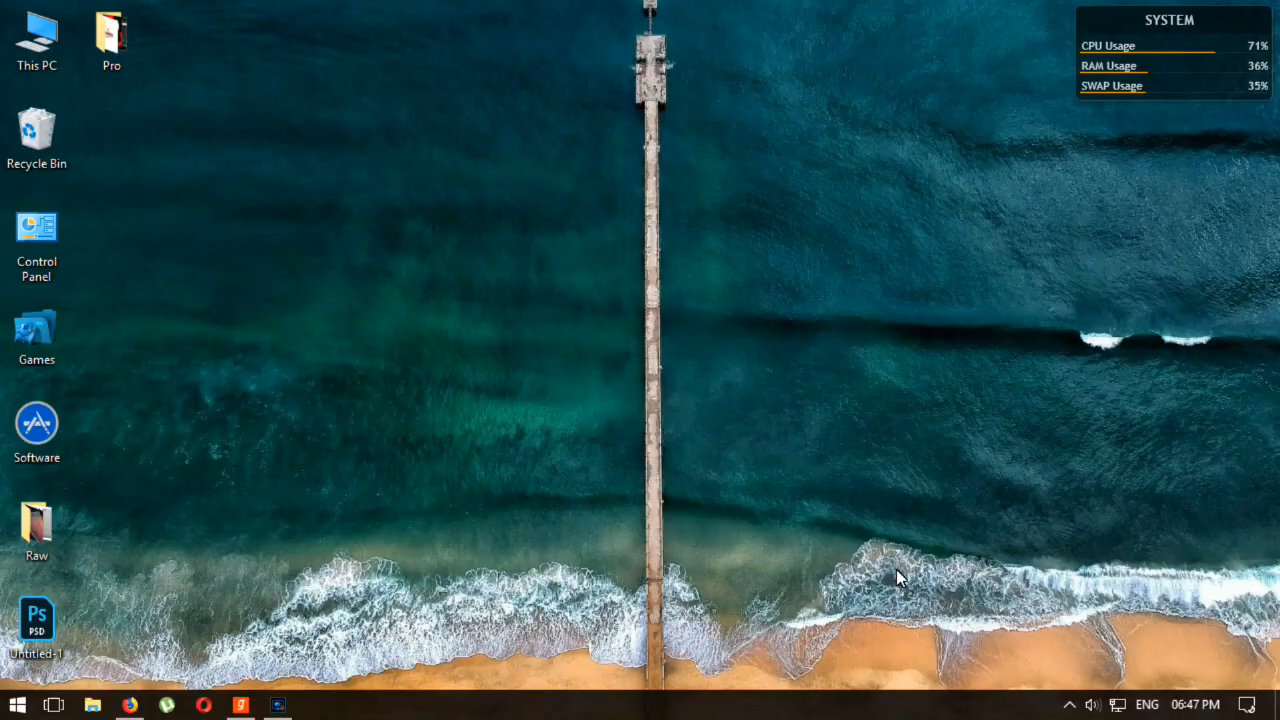 This PC
Pro
Recycle Bin
Control
Panel
Games
Software
Raw
Ps
PSD
Untitled-1
SYSTEM
CPU Usage 71%
RAM Usage 36%
SWAP Usage 35%
g
ENG 06:47 PM